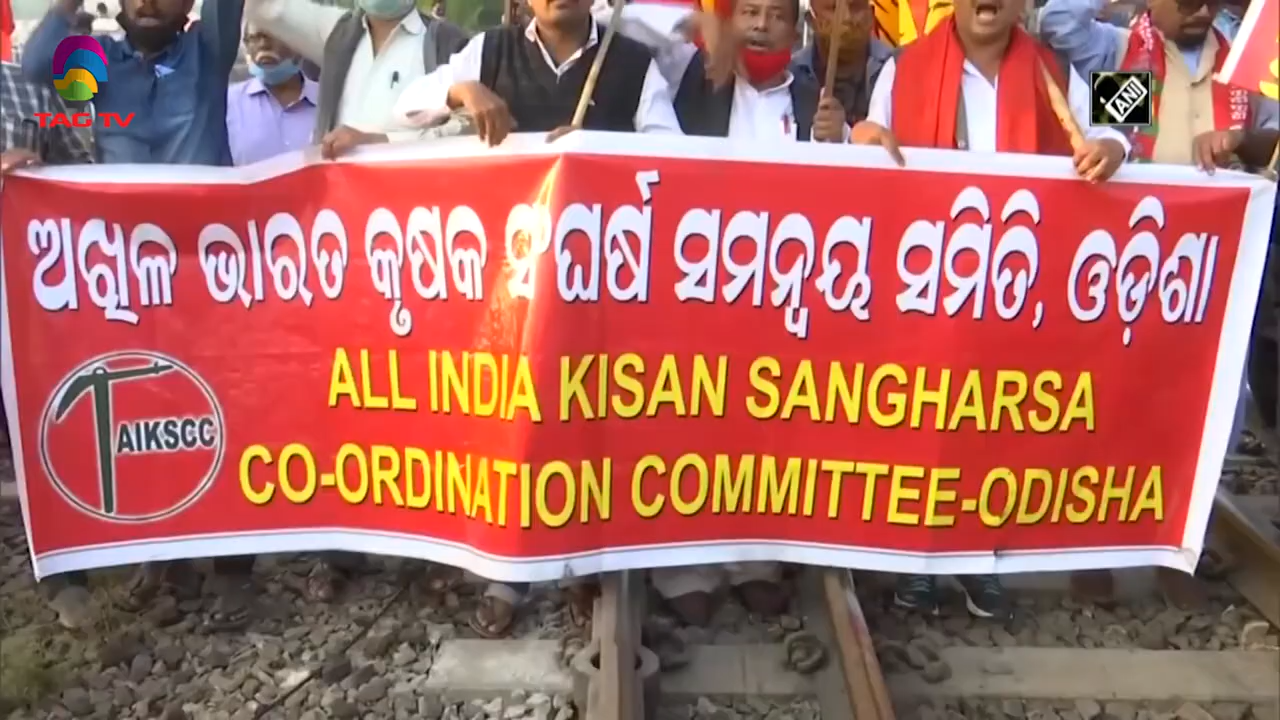 TAG TV
ANI
ଅଖିଳ ଭାରତ କୃଷକ ସଂଘର୍ଷ ସମନ୍ୱୟ ସମିତି, ଓଡ଼ିଶା
AIKSCC
ALL INDIA KISAN SANGHARSA
CO-ORDINATION COMMITTEE-ODISHA